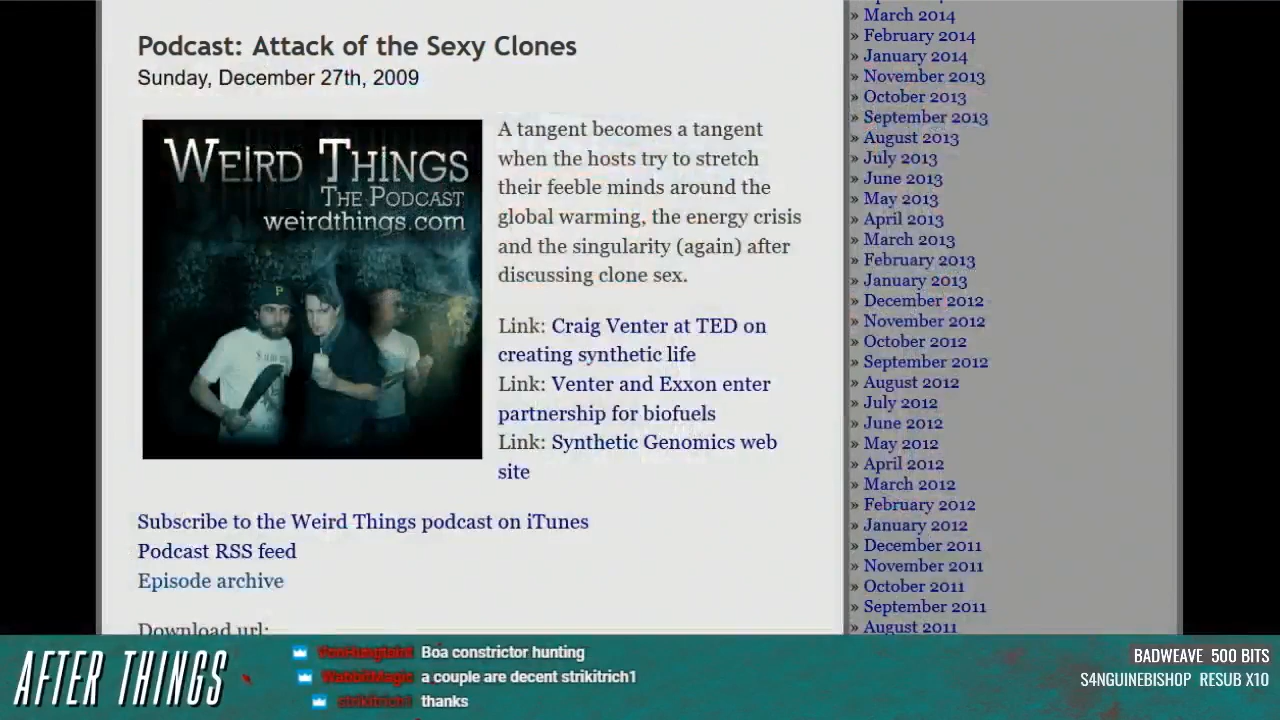 Podcast: Attack of the Sexy Clones
Sunday, December 27th, 2009
WEIRD THINGS
THE PODCAST
weirdthings.com
P
A tangent becomes a tangent
when the hosts try to stretch
their feeble minds around the
global warming, the energy crisis
and the singularity (again) after
discussing clone sex.
Link: Craig Venter at TED on
creating synthetic life
Link: Venter and Exxon enter
partnership for biofuels
Link: Synthetic Genomics web
site
Subscribe to the Weird Things podcast on iTunes
Podcast RSS feed
Episode archive
Download url:
» March 2014
» February 2014
» January 2014
» November 2013
» October 2013
» September 2013
» August 2013
» July 2013
» June 2013
» May 2013
» April 2013
» March 2013
» February 2013
» January 2013
» December 2012
» November 2012
» October 2012
» September 2012
» August 2012
» July 2012
» June 2012
» May 2012
» April 2012
» March 2012
» February 2012
» January 2012
» December 2011
» November 2011
» October 2011
» September 2011
» August 2011
AFTER THINGS
Boa constrictor hunting
WabbitMagic a couple are decent strikitrich1
strikitrich1 thanks
BADWEAVE 500 BITS
S4NGUINEBISHOP RESUB X10